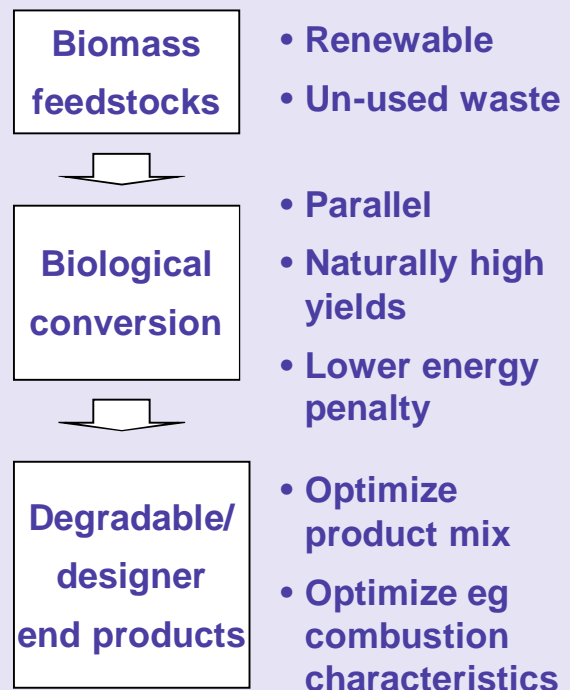 Biomass
feedstocks
• Renewable
• Un-used waste
Biological
conversion
• Parallel
• Naturally high
yields
• Lower energy
penalty
Degradable/
designer
end products
• Optimize
product mix
• Optimize eg
combustion
characteristics